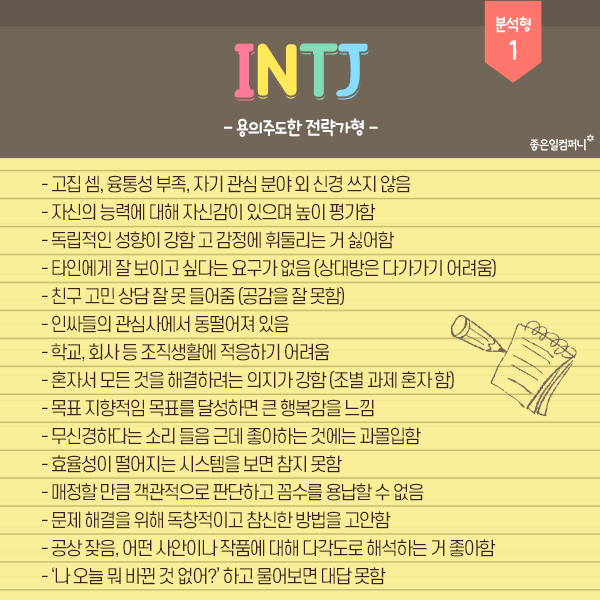 분석형
1
INTJ
- 용의주도한 전략가형 -
좋은일컴퍼니
- 고집 셈, 융통성 부족, 자기 관심 분야 외 신경 쓰지 않음
- 자신의 능력에 대해 자신감이 있으며 높이 평가함
- 독립적인 성향이 강함 고 감정에 휘둘리는 거 싫어함
- 타인에게 잘 보이고 싶다는 요구가 없음 (상대방은 다가가기 어려움)
- 친구 고민 상담 잘 못 들어줌 (공감을 잘 못함)
- 인싸들의 관심사에서 동떨어져 있음
- 학교, 회사 등 조직생활에 적응하기 어려움
- 혼자서 모든 것을 해결하려는 의지가 강함 (조별 과제 혼자 함)
- 목표 지향적임 목표를 달성하면 큰 행복감을 느낌
- 무신경하다는 소리 들음 근데 좋아하는 것에는 과몰입함
- 효율성이 떨어지는 시스템을 보면 참지 못함
- 매정할 만큼 객관적으로 판단하고 꼼수를 용납할 수 없음
- 문제 해결을 위해 독창적이고 참신한 방법을 고안함
- 공상 잦음, 어떤 사안이나 작품에 대해 다각도로 해석하는 거 좋아함
- ‘나 오늘 뭐 바뀐 것 없어?’ 하고 물어보면 대답 못함